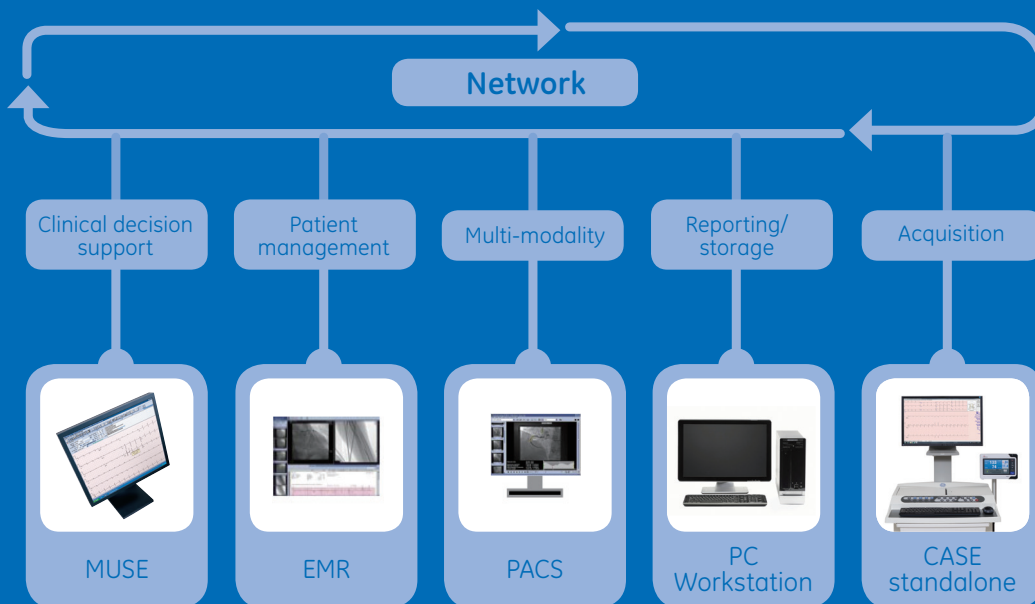 Network
Clinical decision
support
Patient
management
Multi-modality
Reporting/
storage
Acquisition
MUSE
EMR
PACS
PC
Workstation
CASE
standalone